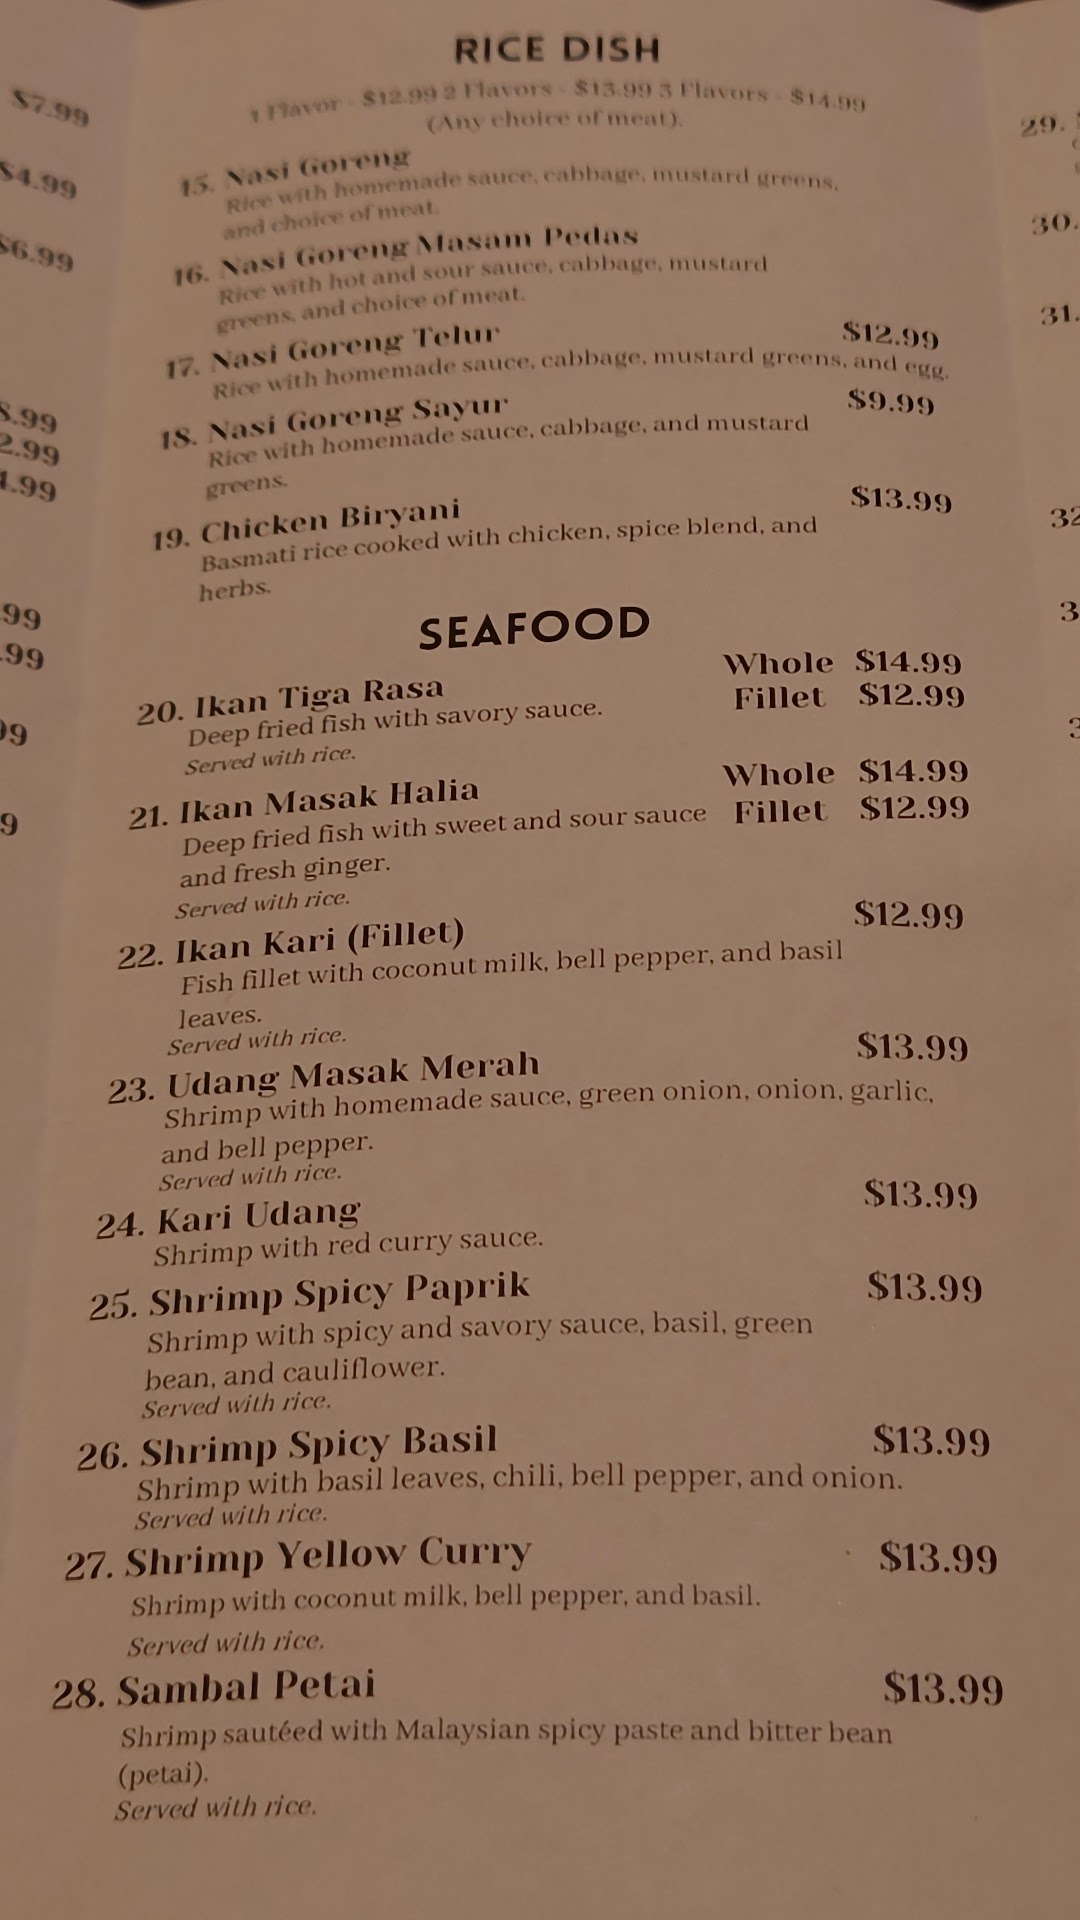 RICE DISH
1 Flavor - $12.99 2 Flavors - $13.99 3 Flavors - $14.99
(Any choice of meat).
15. Nasi Goreng
Rice with homemade sauce, cabbage, mustard greens,
and choice of meat.
16. Nasi Goreng Masam Pedas
Rice with hot and sour sauce, cabbage, mustard
greens, and choice of meat.
17. Nasi Goreng Telur $12.99
Rice with homemade sauce, cabbage, mustard greens, and egg.
18. Nasi Goreng Sayur $9.99
Rice with homemade sauce, cabbage, and mustard
greens.
19. Chicken Biryani $13.99
Basmati rice cooked with chicken, spice blend, and
herbs.
SEAFOOD
20. Ikan Tiga Rasa Whole $14.99
Fillet $12.99
Deep fried fish with savory sauce.
Served with rice.
21. Ikan Masak Halia Whole $14.99
Deep fried fish with sweet and sour sauce Fillet $12.99
and fresh ginger.
Served with rice.
22. Ikan Kari (Fillet) $12.99
Fish fillet with coconut milk, bell pepper, and basil
leaves.
Served with rice.
23. Udang Masak Merah $13.99
Shrimp with homemade sauce, green onion, onion, garlic,
and bell pepper.
Served with rice.
24. Kari Udang $13.99
Shrimp with red curry sauce.
25. Shrimp Spicy Paprik $13.99
Shrimp with spicy and savory sauce, basil, green
bean, and cauliflower.
Served with rice.
26. Shrimp Spicy Basil $13.99
Shrimp with basil leaves, chili, bell pepper, and onion.
Served with rice.
27. Shrimp Yellow Curry $13.99
Shrimp with coconut milk, bell pepper, and basil.
Served with rice.
28. Sambal Petai $13.99
Shrimp sautéed with Malaysian spicy paste and bitter bean
(petai).
Served with rice.
$7.99
$4.99
$6.99
29.
30.
31.